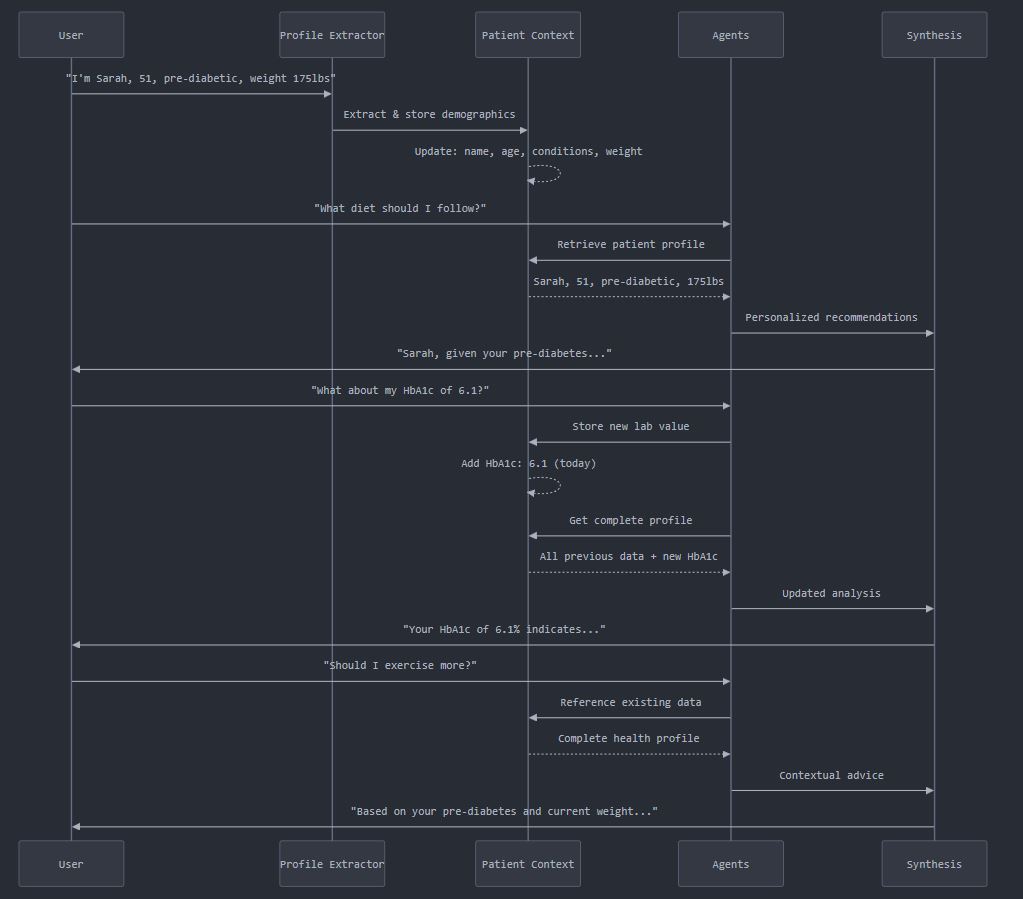 User
Profile Extractor
Patient Context
Agents
Synthesis
"I'm Sarah, 51, pre-diabetic, weight 175lbs"
Extract & store demographics
Update: name, age, conditions, weight
"What diet should I follow?"
Retrieve patient profile
Sarah, 51, pre-diabetic, 175lbs
Personalized recommendations
"Sarah, given your pre-diabetes..."
"What about my HbA1c of 6.1?"
Store new lab value
Add HbA1c: 6.1 (today)
Get complete profile
All previous data + new HbA1c
Updated analysis
"Your HbA1c of 6.1% indicates..."
"Should I exercise more?"
Reference existing data
Complete health profile
Contextual advice
"Based on your pre-diabetes and current weight..."
User
Profile Extractor
Patient Context
Agents
Synthesis